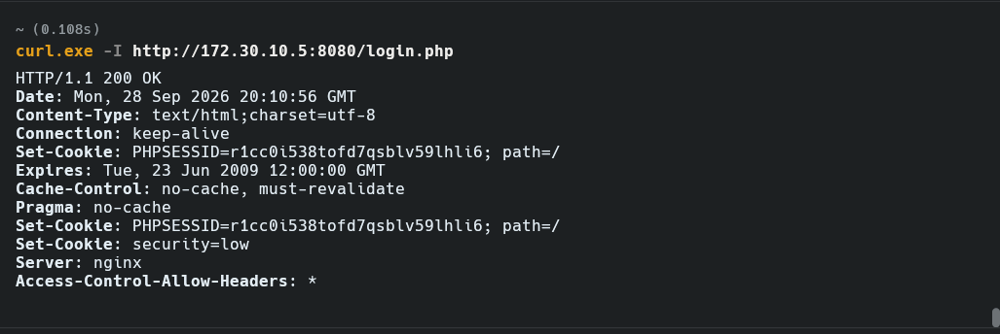 ~ (0.108s)
curl.exe -I http://172.30.10.5:8080/login.php
HTTP/1.1 200 OK
Date: Mon, 28 Sep 2026 20:10:56 GMT
Content-Type: text/html;charset=utf-8
Connection: keep-alive
Set-Cookie: PHPSESSID=r1cc0i538tofd7qsblv59lhli6; path=/
Expires: Tue, 23 Jun 2009 12:00:00 GMT
Cache-Control: no-cache, must-revalidate
Pragma: no-cache
Set-Cookie: PHPSESSID=r1cc0i538tofd7qsblv59lhli6; path=/
Set-Cookie: security=low
Server: nginx
Access-Control-Allow-Headers: *